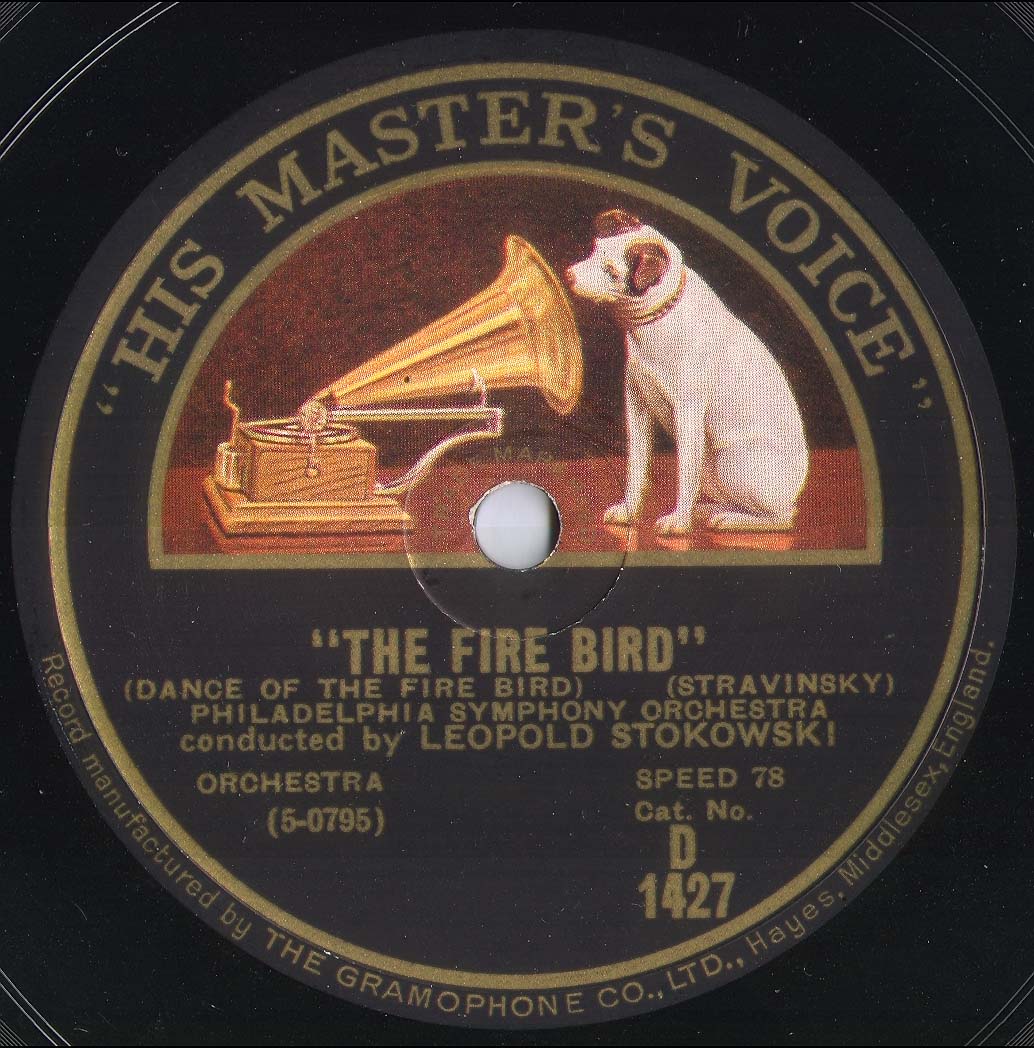 “HIS MASTER'S VOICE”
MARK
“THE FIRE BIRD”
(DANCE OF THE FIRE BIRD) (STRAVINSKY)
PHILADELPHIA SYMPHONY ORCHESTRA
conducted by LEOPOLD STOKOWSKI
ORCHESTRA SPEED 78
(5-0795) Cat. No.
D
1427
Record manufactured by THE GRAMOPHONE CO., LTD., Hayes, Middlesex, England.